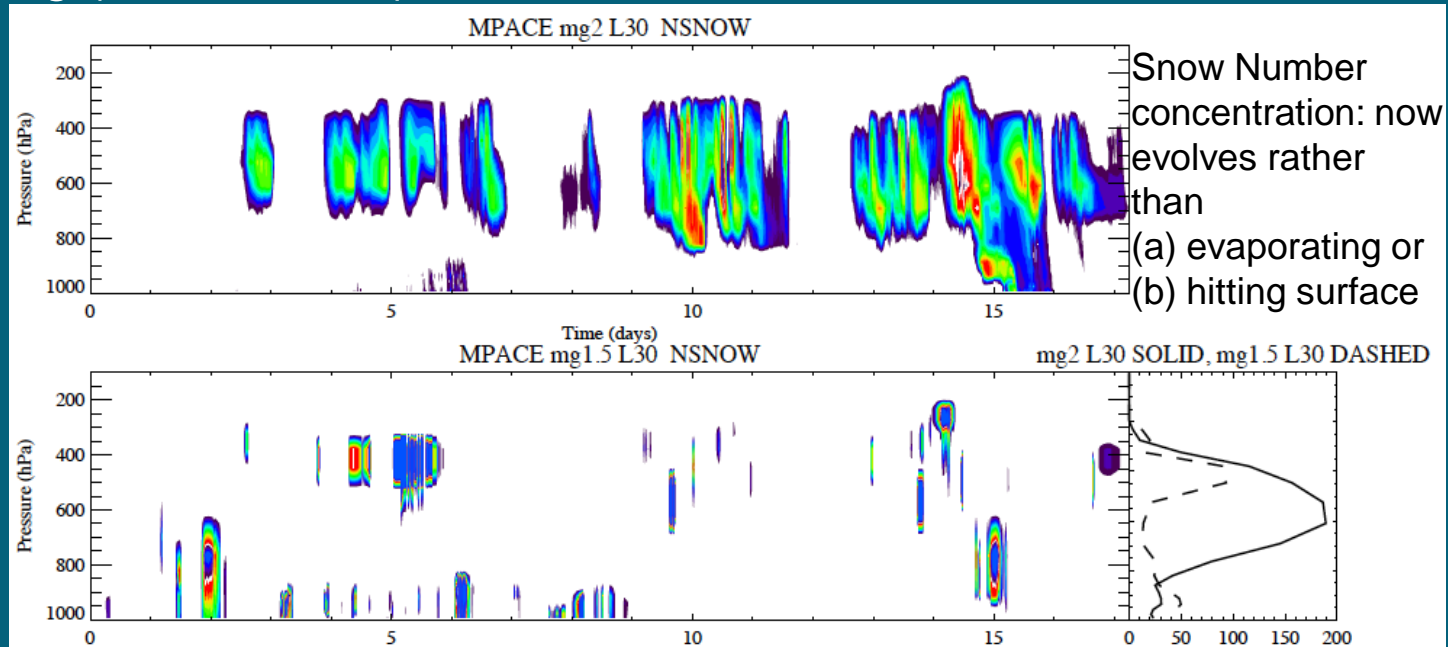 MPACE mg2 L30 NSNOW
200
400
600
800
1000
Pressure (hPa)
0
5
10
15
Time (days)
Snow Number
concentration: now
evolves rather
than
(a) evaporating or
(b) hitting surface
MPACE mg1.5 L30 NSNOW
mg2 L30 SOLID, mg1.5 L30 DASHED
200
400
600
800
1000
Pressure (hPa)
0
5
10
15
0
50
100
150
200